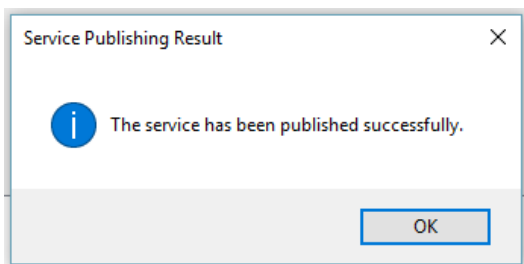 Service Publishing Result
The service has been published successfully.
OK